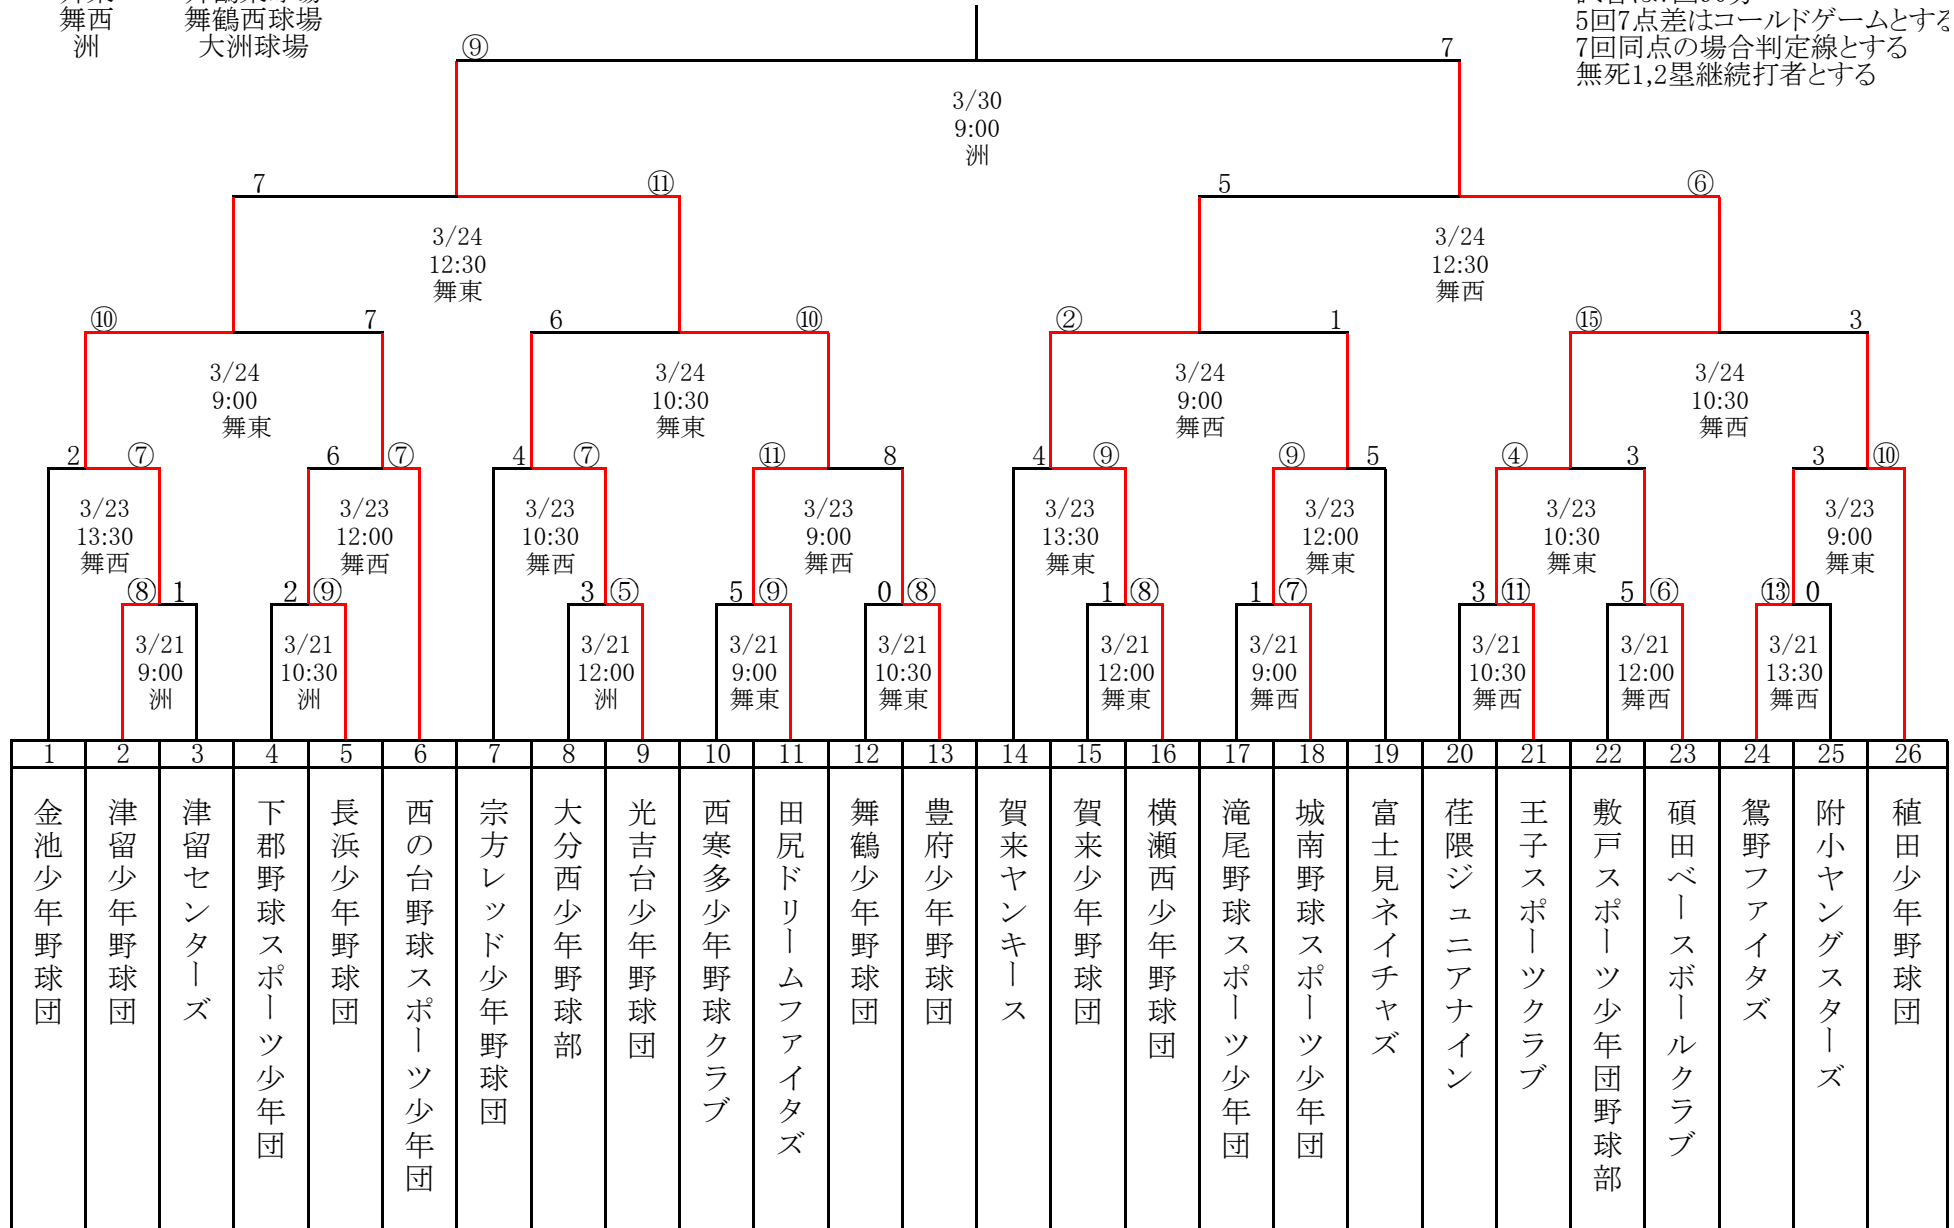 舞西 舞鶴西球場
洲 大洲球場
5回7点差はコールドゲームとする
7回同点の場合判定線とする
無死1,2塁継続打者とする
⑨ 7
3/30
9:00
洲
7 ⑪ 5 ⑥
3/24 3/24
12:30 12:30
舞東 舞西
⑩ 7 6 ⑩ ② 1 ⑮ 3
3/24 3/24 3/24 3/24
9:00 10:30 9:00 10:30
舞東 舞東 舞西 舞西
2 ⑦ 6 ⑦ 4 ⑦ ⑪ 8 4 ⑨ ⑨ 5 ④ 3 3 ⑩
3/23 3/23 3/23 3/23 3/23 3/23 3/23 3/23
13:30 12:00 10:30 9:00 13:30 12:00 10:30 9:00
舞西 舞西 舞西 舞西 舞東 舞東 舞東 舞東
⑧ 1 2 ⑨ 3 ⑤ 5 ⑨ 0 ⑧ 1 ⑧ 1 ⑦ 3 ⑪ 5 ⑥ ⑬ 0
3/21 3/21 3/21 3/21 3/21 3/21 3/21 3/21 3/21 3/21
9:00 10:30 12:00 9:00 10:30 12:00 9:00 10:30 12:00 13:30
洲 洲 洲 舞東 舞東 舞東 舞西 舞西 舞西 舞西
1 2 3 4 5 6 7 8 9 10 11 12 13 14 15 16 17 18 19 20 21 22 23 24 25 26
金池少年野球団
津留少年野球団
津留センターズ
下郡野球スポーツ少年団
長浜少年野球団
西の台野球スポーツ少年団
宗方レッド少年野球団
大分西少年野球部
光吉台少年野球団
西寒多少年野球クラブ
田尻ドリームファイタズ
舞鶴少年野球団
豊府少年野球団
賀来ヤンキース
賀来少年野球団
横瀬西少年野球団
滝尾野球スポーツ少年団
城南野球スポーツ少年団
富士見ネイチャズ
荏隈ジュニアナイン
王子スポーツクラブ
敷戸スポーツ少年団野球部
碩田ベースボールクラブ
鴛野ファイタズ
附小ヤングスターズ
稙田少年野球団